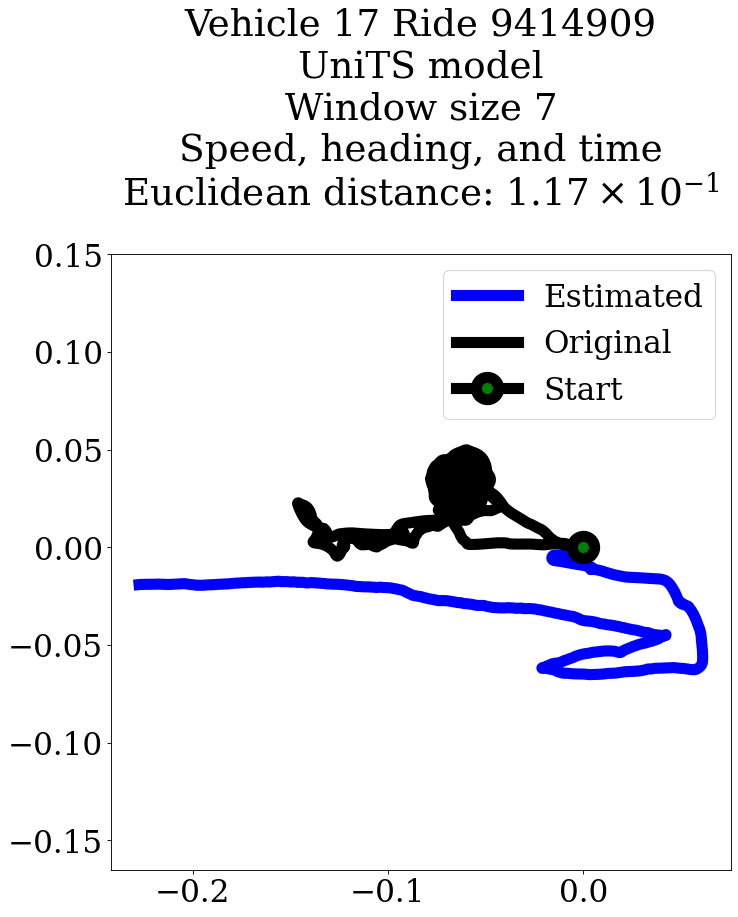 Vehicle 17 Ride 9414909
UniTS model
Window size 7
Speed, heading, and time
Euclidean distance: 1.17 × 10⁻¹
0.15
Estimated
0.10
Original
Start
0.05
0.00
−0.05
−0.10
−0.15
−0.2
−0.1
0.0